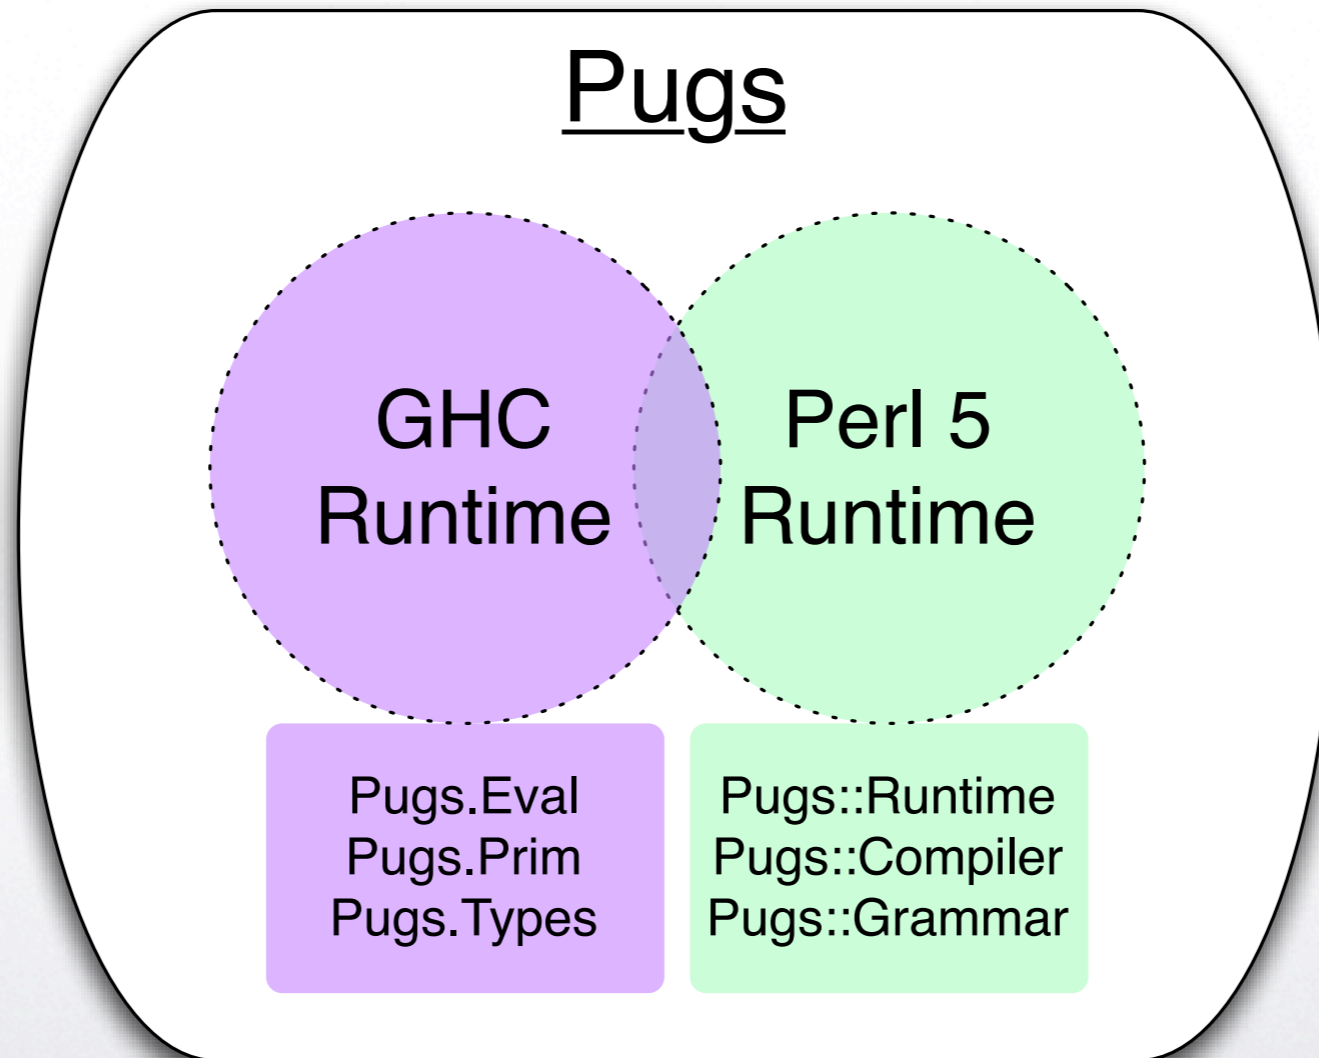 Pugs
GHC
Runtime
Perl 5
Runtime
Pugs.Eval
Pugs.Prim
Pugs.Types
Pugs::Runtime
Pugs::Compiler
Pugs::Grammar